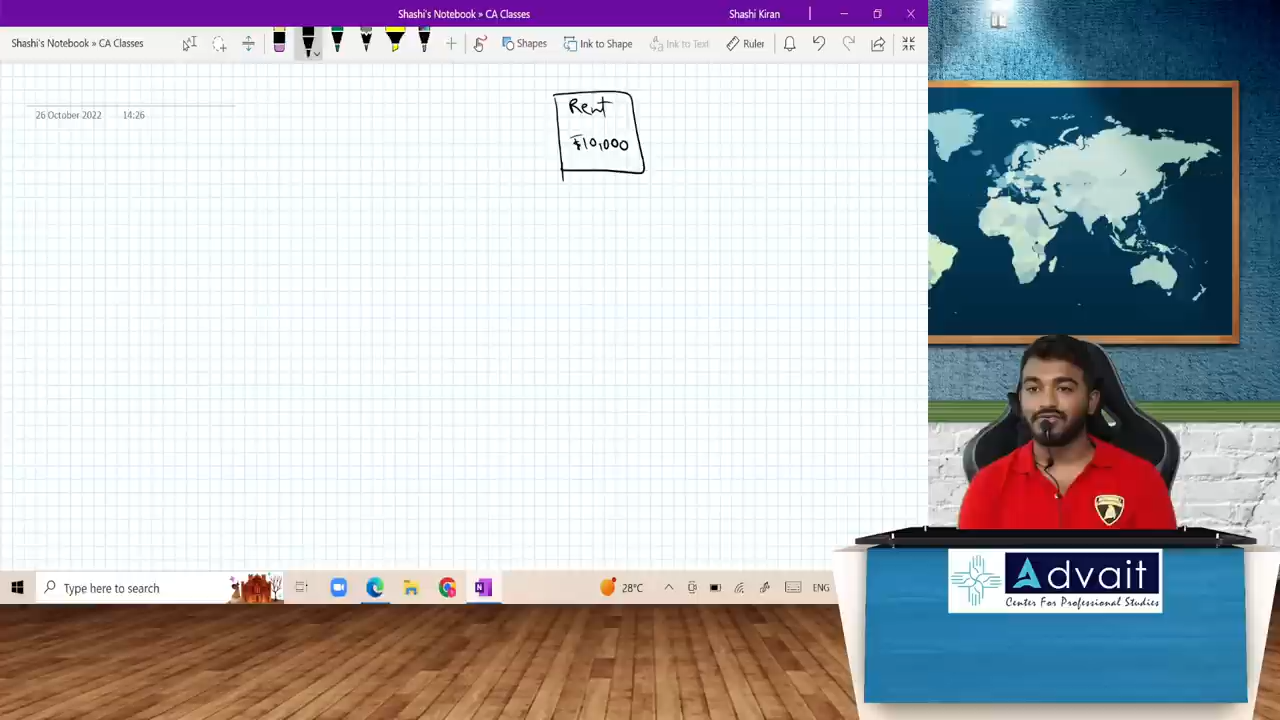 Shashi's Notebook » CA Classes
Shashi Kiran
Shashi's Notebook » CA Classes
Shapes
Ink to Shape
Ink to Text
Ruler
26 October 2022 14:26
Rent
₹10,000
Type here to search
28°C
ENG
Advait
Center For Professional Studies